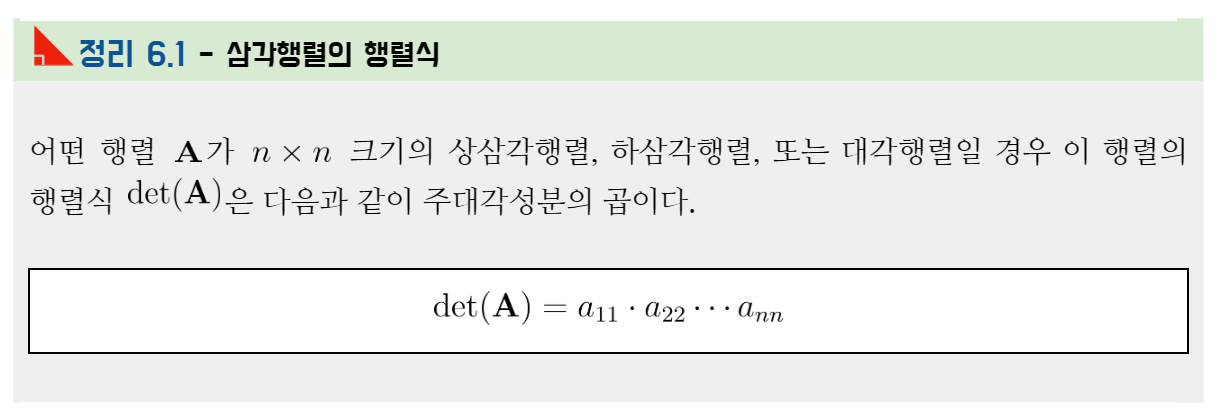 정리 6.1 - 삼각행렬의 행렬식
어떤 행렬 A가 n × n 크기의 상삼각행렬, 하삼각행렬, 또는 대각행렬일 경우 이 행렬의
행렬식 det(A)은 다음과 같이 주대각성분의 곱이다.
det(A) = a₁₁ · a₂₂ ⋯ aₙₙ